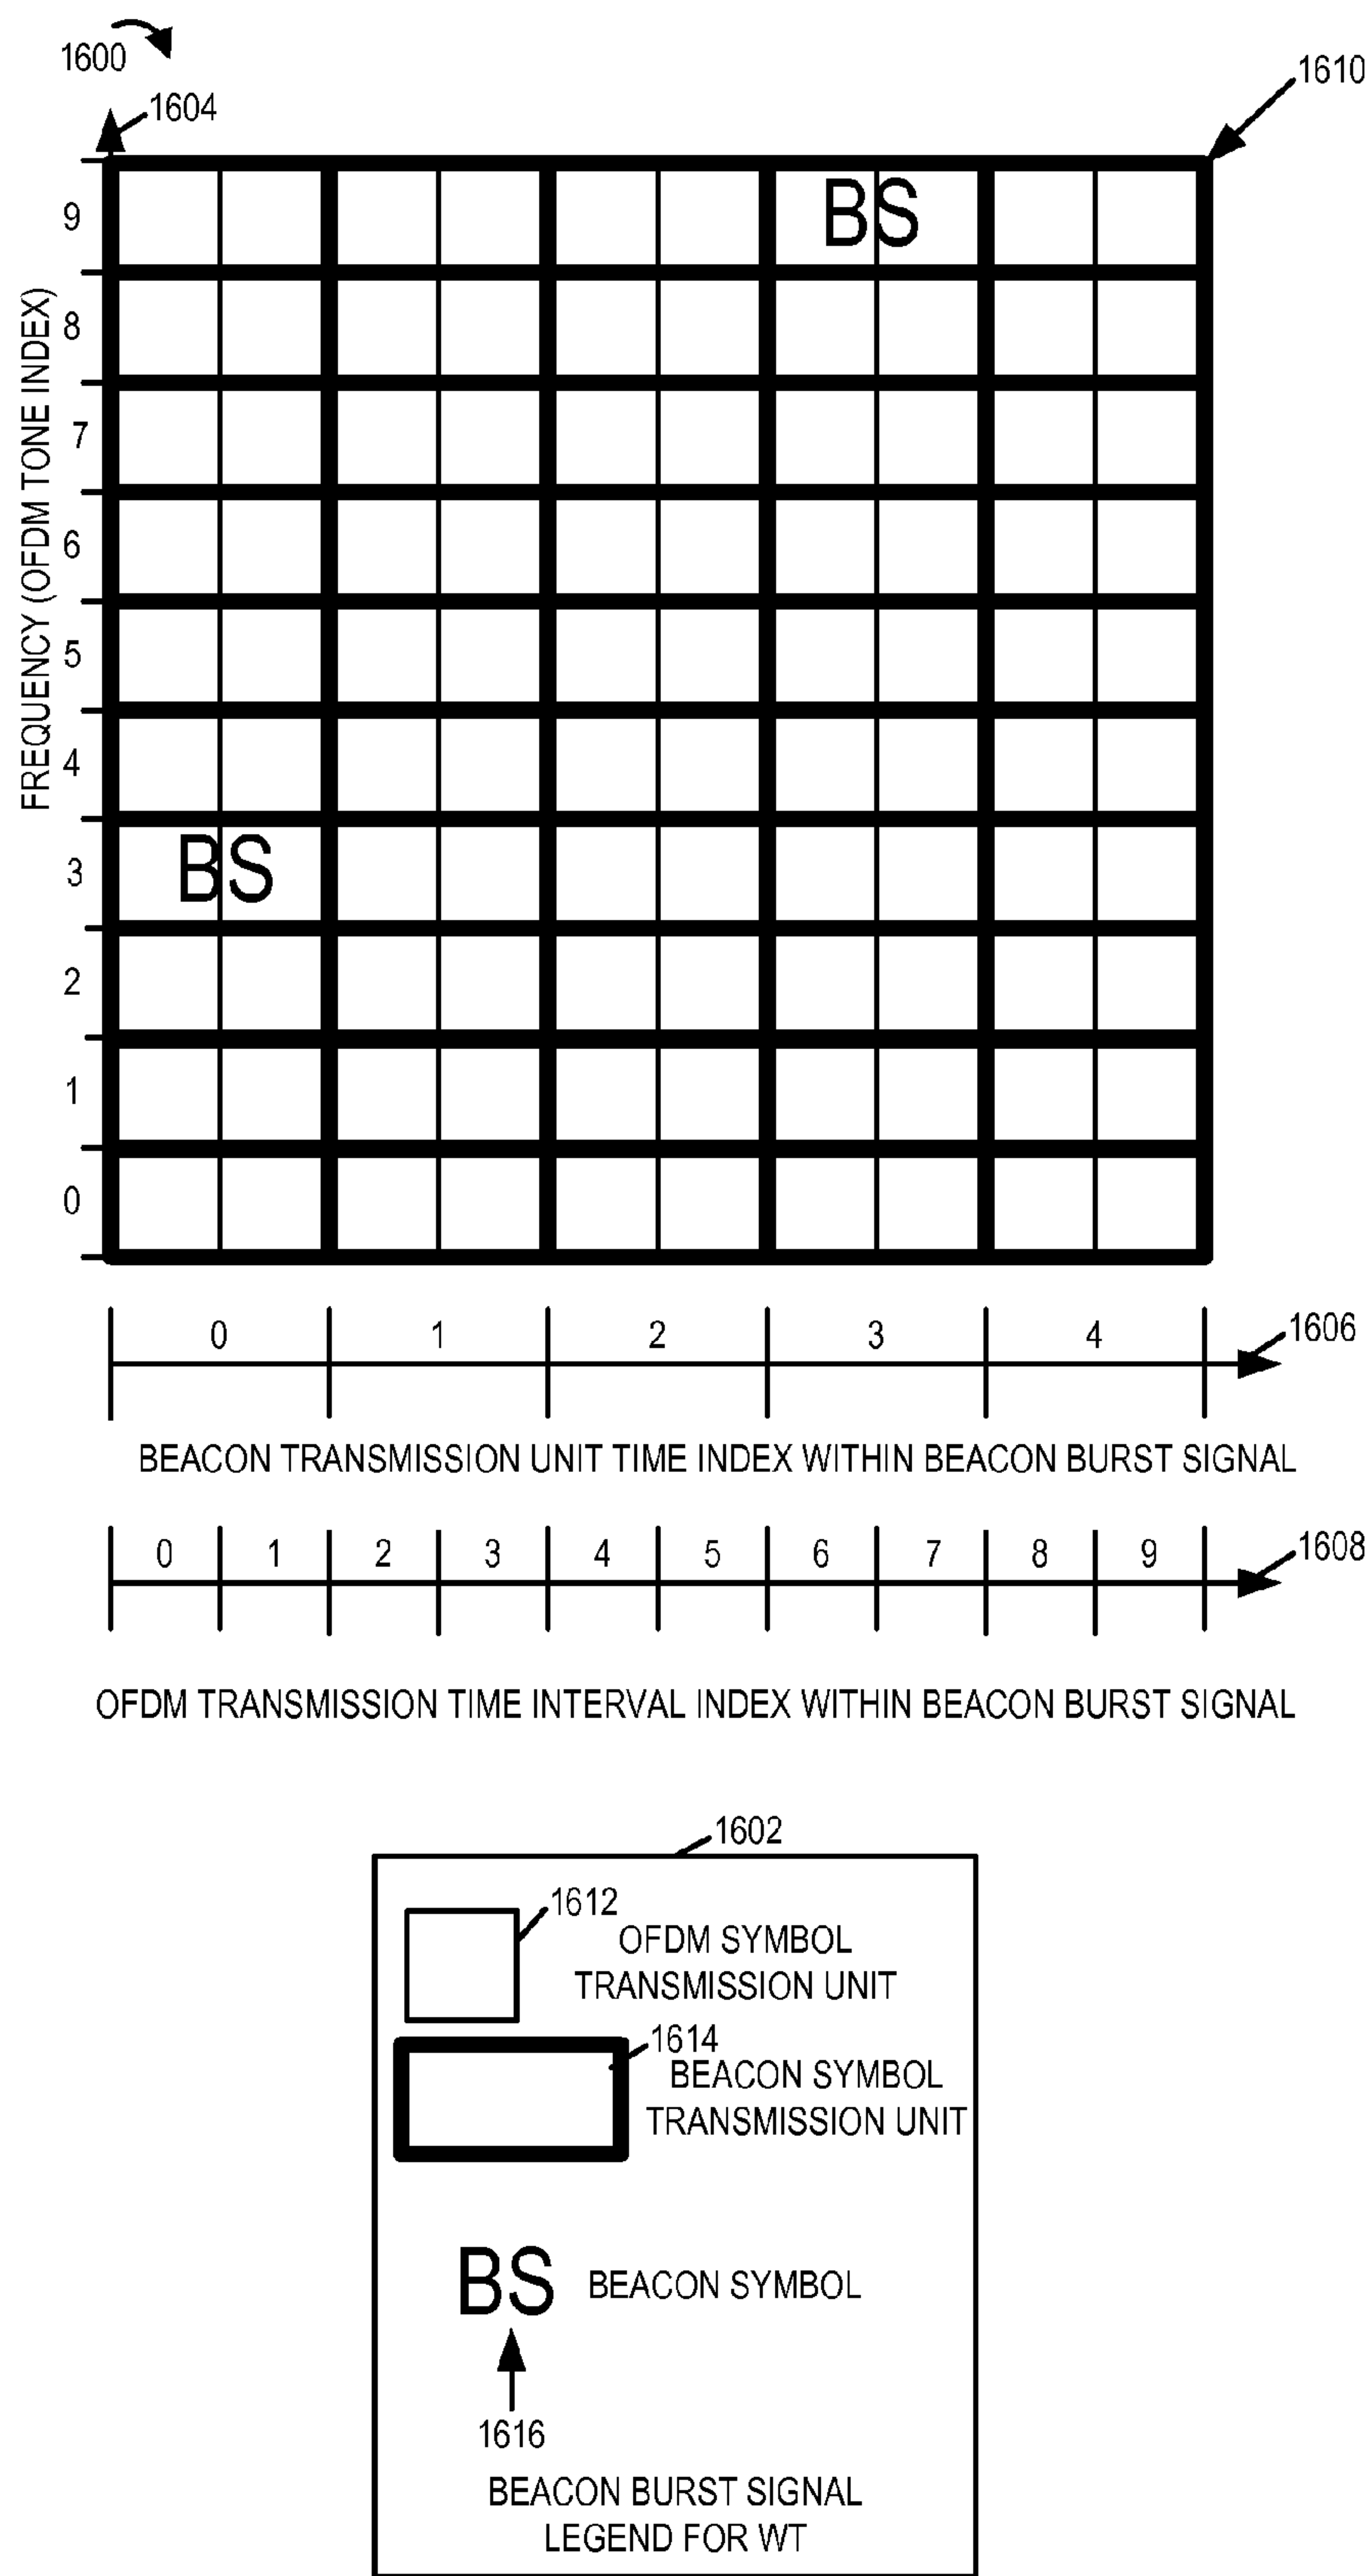 1600
1604
1610
FREQUENCY (OFDM TONE INDEX)
9
BS
8
7
6
5
4
3
BS
2
1
0
0 1 2 3 4
1606
BEACON TRANSMISSION UNIT TIME INDEX WITHIN BEACON BURST SIGNAL
0 1 2 3 4 5 6 7 8 9
1608
OFDM TRANSMISSION TIME INTERVAL INDEX WITHIN BEACON BURST SIGNAL
1602
1612
OFDM SYMBOL
TRANSMISSION UNIT
1614
BEACON SYMBOL
TRANSMISSION UNIT
BS BEACON SYMBOL
1616
BEACON BURST SIGNAL
LEGEND FOR WT